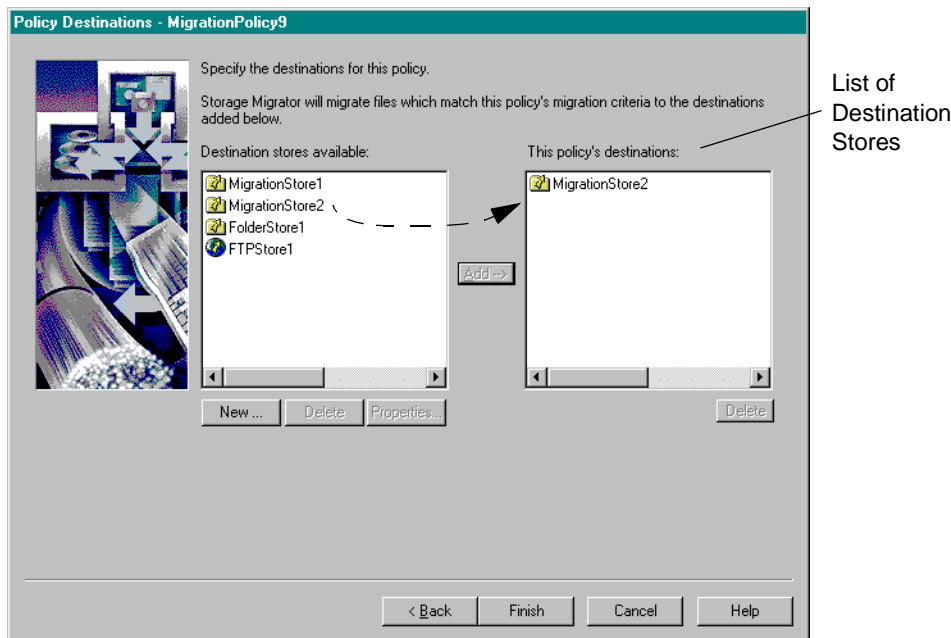 Policy Destinations - MigrationPolicy9
Specify the destinations for this policy.
Storage Migrator will migrate files which match this policy's migration criteria to the destinations
added below.
Destination stores available:
This policy's destinations:
List of
Destination
Stores
MigrationStore1
MigrationStore2
FolderStore1
FTPStore1
MigrationStore2
Add -->
New ...
Delete
Properties...
Delete
< Back
Finish
Cancel
Help